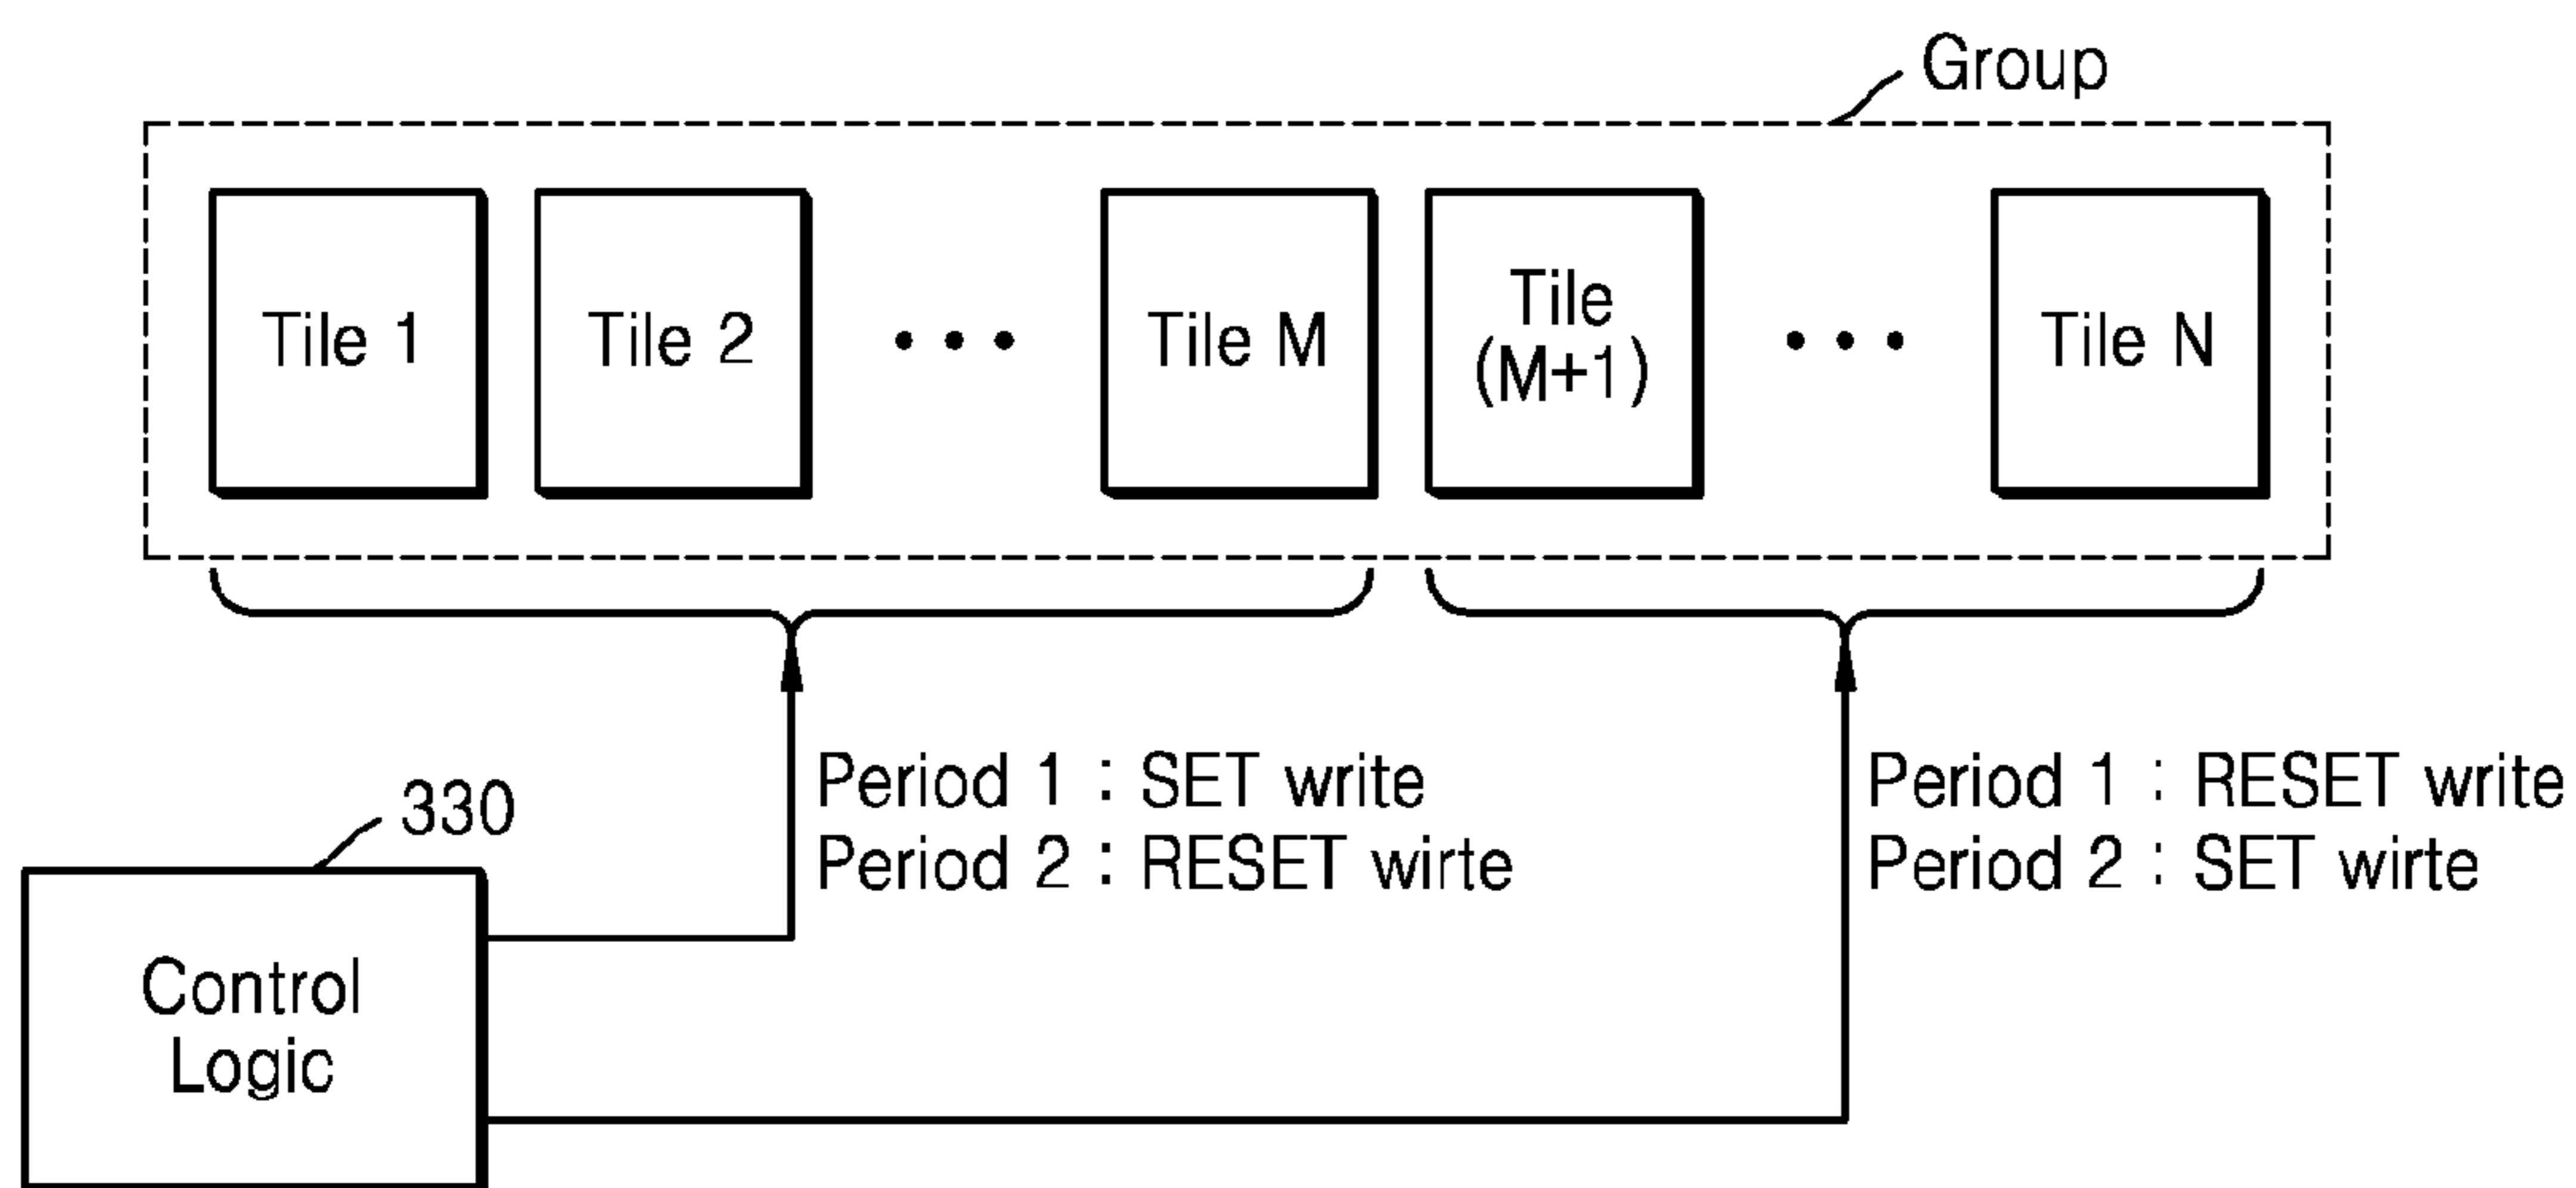 Group
Tile 1
Tile 2
• • •
Tile M
Tile
(M+1)
• • •
Tile N
Period 1 : SET write
Period 2 : RESET wirte
Period 1 : RESET write
Period 2 : SET wirte
330
Control
Logic